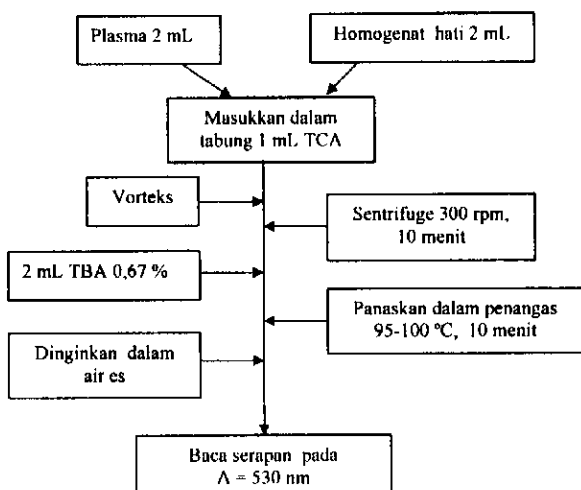 Plasma 2 mL
Homogenat hati 2 mL
Masukkan dalam
tabung 1 mL TCA
Vorteks
Sentrifuge 300 rpm,
10 menit
2 mL TBA 0,67 %
Panaskan dalam penangas
95-100 ºC, 10 menit
Dinginkan dalam
air es
Baca serapan pada
Λ = 530 nm